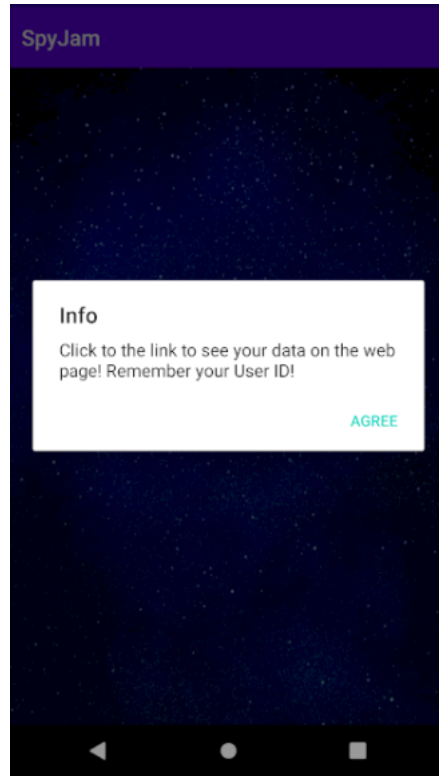 SpyJam
Info
Click to the link to see your data on the web
page! Remember your User ID!
AGREE